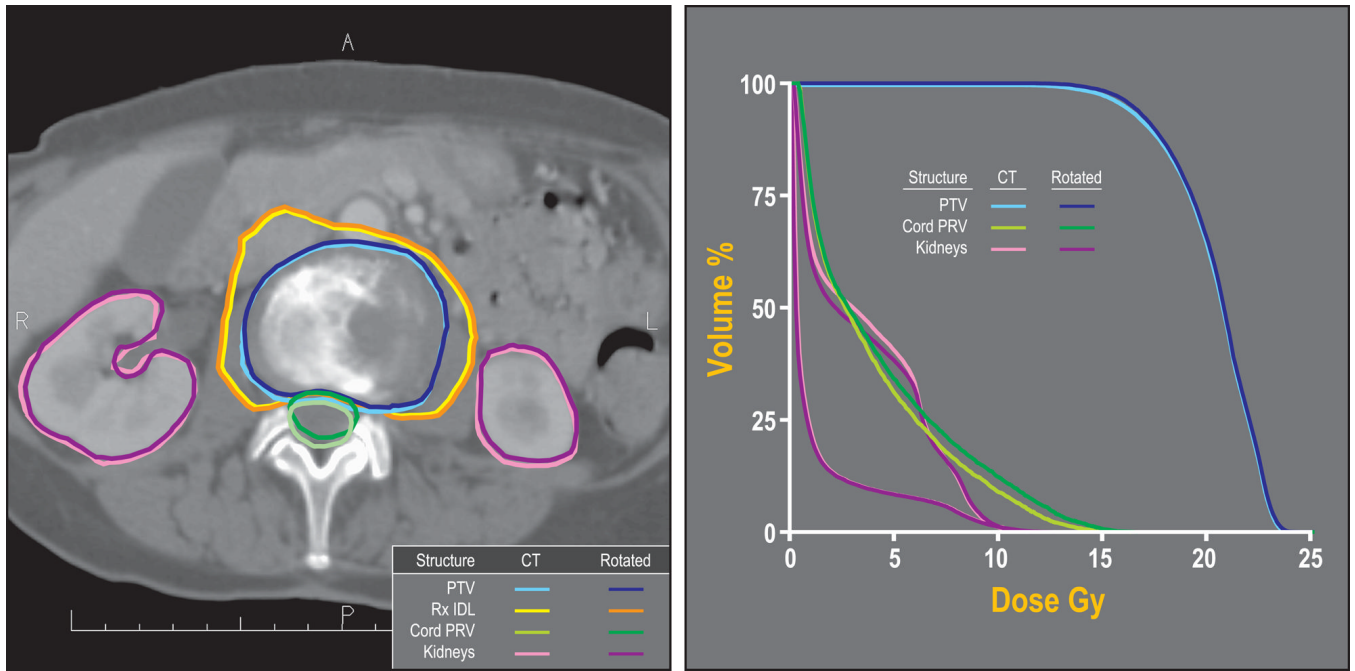 A
R
L
P
Structure CT Rotated
PTV
Rx IDL
Cord PRV
Kidneys
100
75
50
25
0
Volume %
Structure CT Rotated
PTV
Cord PRV
Kidneys
0 5 10 15 20 25
Dose Gy